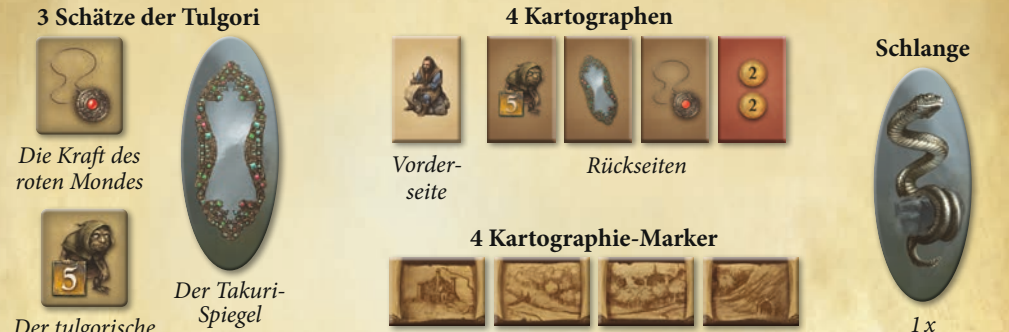 3 Schätze der Tulgori
Die Kraft des
roten Mondes
5
Der tulgorische
Der Takuri-
Spiegel
4 Kartographen
5
2
2
Vorder-
seite
Rückseiten
4 Kartographie-Marker
Schlange
1x